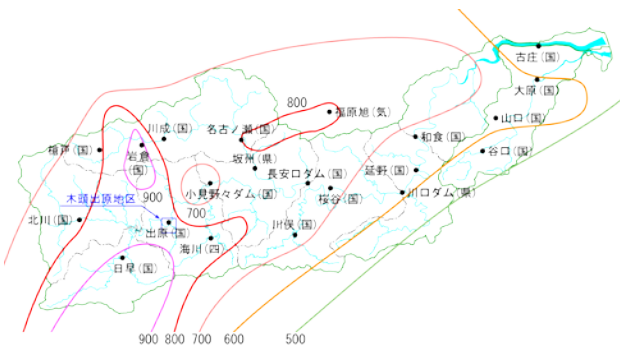 古庄(国)
大原(国)
800
福原旭(気)
山口(国)
川成(国)
名古ノ瀬(国)
和食(国)
槍戸(国)
岩倉
(国)
坂州(県)
谷口(国)
延野(国)
長安口ダム(国)
小見野々ダム(国)
桜谷(国)
川口ダム(県)
木頭出原地区
900
700
北川(国)
出原(国)
海川(四)
川俣(国)
日早(国)
900
800
700
600
500